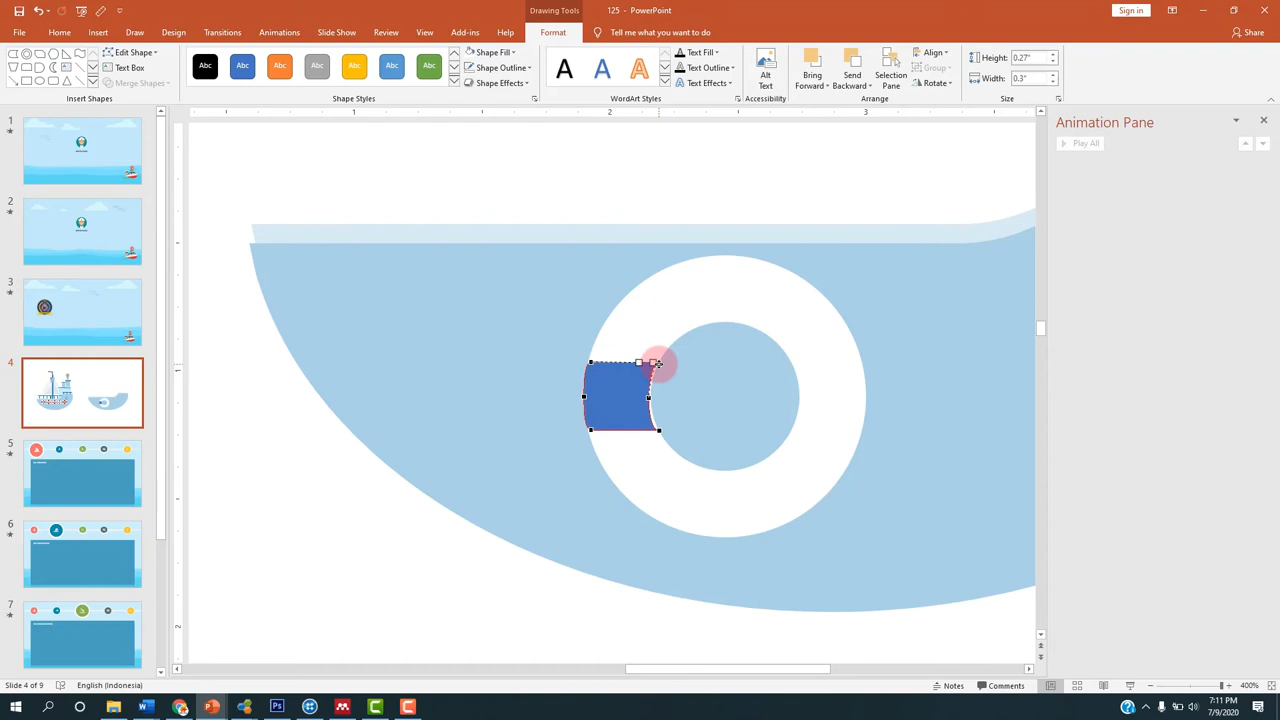 Drawing Tools
125 - PowerPoint
Sign in
File
Home
Insert
Draw
Design
Transitions
Animations
Slide Show
Review
View
Add-ins
Help
Format
Tell me what you want to do
Share
Edit Shape
Text Box
Merge Shapes
Insert Shapes
Abc
Abc
Abc
Abc
Abc
Abc
Abc
Shape Fill
Shape Outline
Shape Effects
Shape Styles
A
A
A
Text Fill
Text Outline
Text Effects
WordArt Styles
Alt Text
Accessibility
Bring Forward
Send Backward
Selection Pane
Align
Group
Rotate
Arrange
Height:
0.27"
Width:
0.3"
Size
Animation Pane
Play All
1
2
3
4
5
6
7
1
2
3
2
Slide 4 of 9
English (Indonesia)
Notes
Comments
400%
7:11 PM
7/9/2020